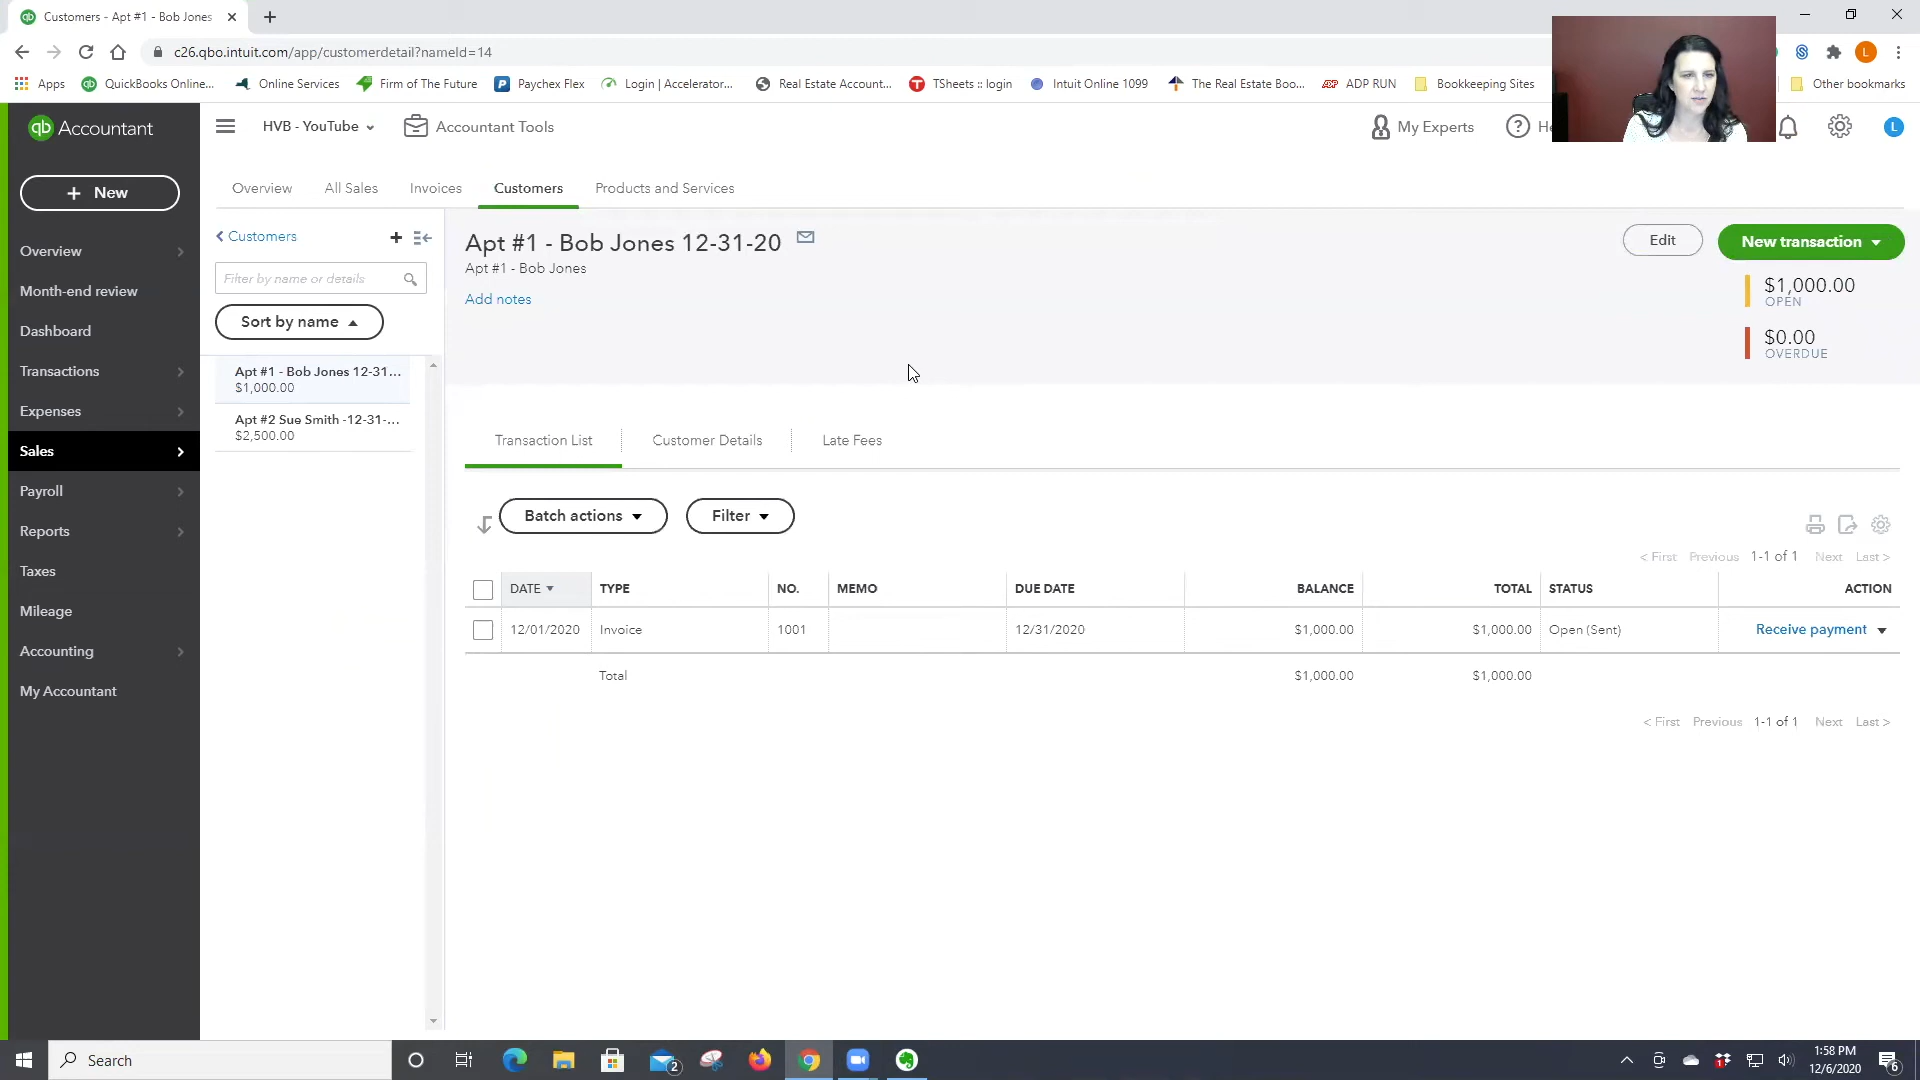 Customers - Apt #1 - Bob Jones
c26.qbo.intuit.com/app/customerdetail?nameId=14
L
Apps
QuickBooks Online...
Online Services
Firm of The Future
Paychex Flex
Login | Accelerator...
Real Estate Account...
TSheets :: login
Intuit Online 1099
The Real Estate Boo...
ADP RUN
Bookkeeping Sites
Other bookmarks
qb Accountant
HVB - YouTube
Accountant Tools
My Experts
L
+ New
Overview
Month-end review
Dashboard
Transactions
Expenses
Sales
Payroll
Reports
Taxes
Mileage
Accounting
My Accountant
Overview
All Sales
Invoices
Customers
Products and Services
Customers
Filter by name or details
Sort by name
Apt #1 - Bob Jones 12-31...
$1,000.00
Apt #2 Sue Smith -12-31-...
$2,500.00
Apt #1 - Bob Jones 12-31-20
Apt #1 - Bob Jones
Add notes
Edit
New transaction
$1,000.00
OPEN
$0.00
OVERDUE
Transaction List
Customer Details
Late Fees
Batch actions
Filter
< First Previous 1-1 of 1 Next Last >
DATE TYPE NO. MEMO DUE DATE BALANCE TOTAL STATUS ACTION
12/01/2020 Invoice 1001 12/31/2020 $1,000.00 $1,000.00 Open (Sent) Receive payment
Total $1,000.00 $1,000.00
< First Previous 1-1 of 1 Next Last >
Search
2
1:58 PM
12/6/2020
6